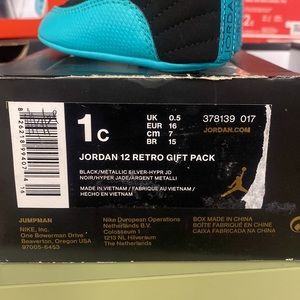 JORDAN
1C
UK 0.5
EUR 16
CM 7
BR 15
378139 017
JORDAN.COM
JORDAN 12 RETRO GIFT PACK
BLACK/METALLIC SILVER-HYPR JD
NOIR/HYPER JADE/ARGENT METALLI
MADE IN VIETNAM / FABRIQUÉ AU VIETNAM /
HECHO EN VIETNAM
JUMPMAN
NIKE, Inc.
One Bowerman Drive
Beaverton, Oregon USA
97005-6453
Nike European Operations
Netherlands B.V.
Colosseum 1
1213 NL Hilversum
The Netherlands
BOX MADE IN CHINA
BOÎTE FABRIQUÉE EN CHINE
CAJA FABRICADA EN CHINA